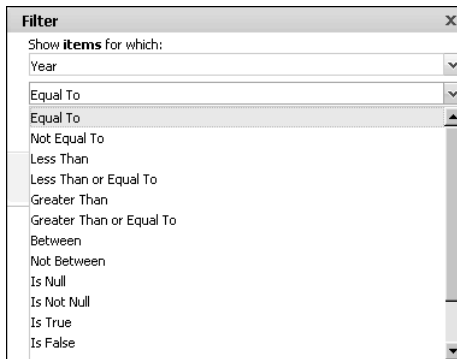 Filter x
Show items for which:
Year
Equal To
Equal To
Not Equal To
Less Than
Less Than or Equal To
Greater Than
Greater Than or Equal To
Between
Not Between
Is Null
Is Not Null
Is True
Is False